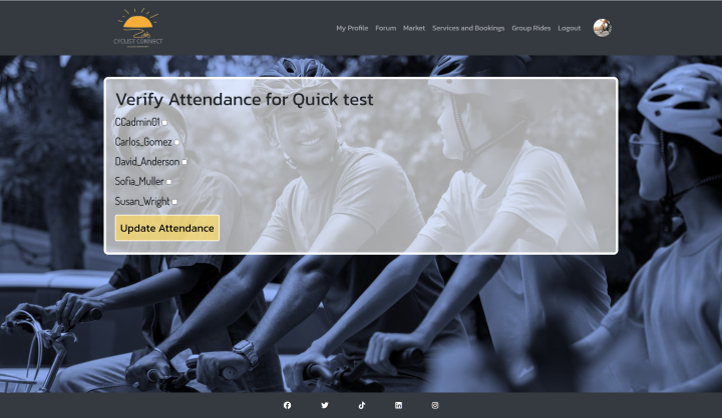 CYCLIST CONNECT
My Profile Forum Market Services and Bookings Group Rides Logout
Verify Attendance for Quick test
CCadmin01
Carlos_Gomez
David_Anderson
Sofia_Muller
Susan_Wright
Update Attendance